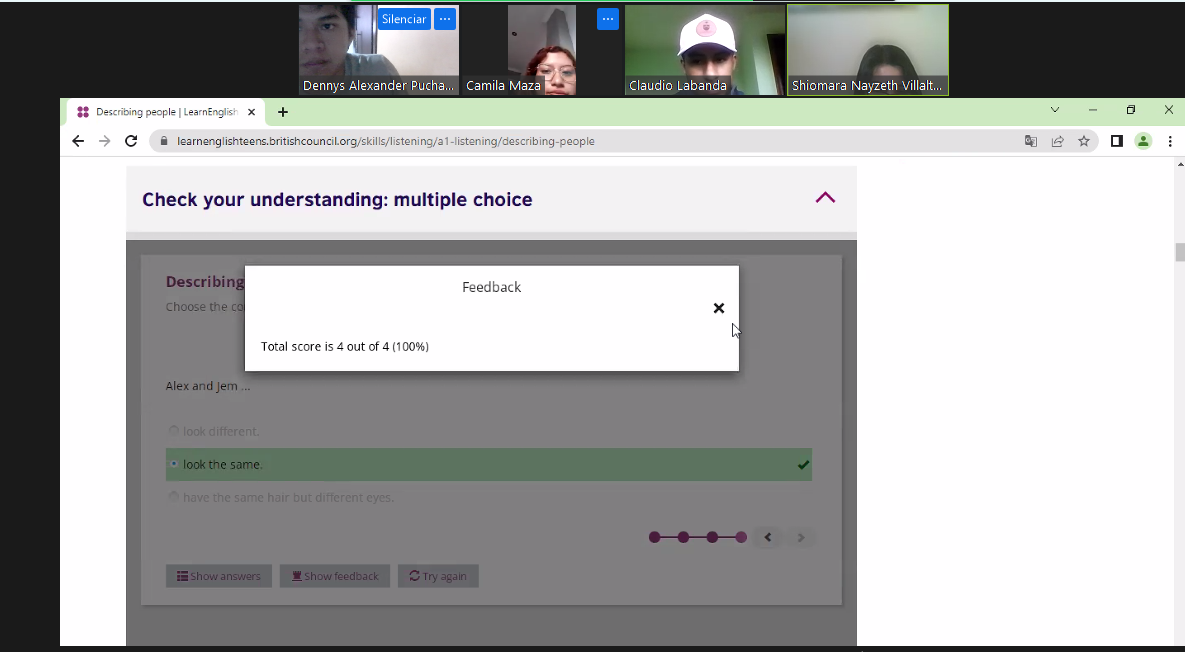 Silenciar
Dennys Alexander Pucha...
Camila Maza
Claudio Labanda
Shiomara Nayzeth Villalt...
Describing people | LearnEnglish
learnenglishteens.britishcouncil.org/skills/listening/a1-listening/describing-people
Check your understanding: multiple choice
Describing
Choose the co
Feedback
Total score is 4 out of 4 (100%)
Alex and Jem ...
look different.
look the same.
have the same hair but different eyes.
Show answers
Show feedback
Try again